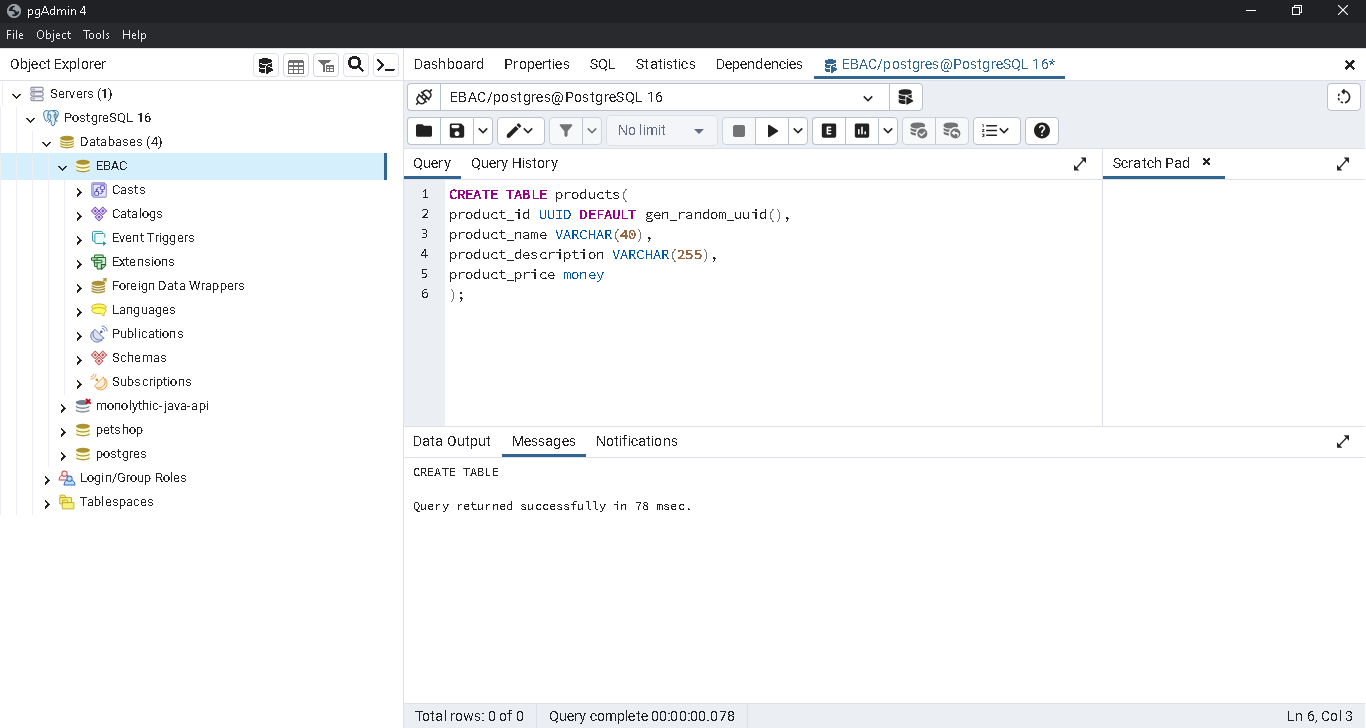 pgAdmin 4
File Object Tools Help
Object Explorer
Servers (1)
PostgreSQL 16
Databases (4)
EBAC
Casts
Catalogs
Event Triggers
Extensions
Foreign Data Wrappers
Languages
Publications
Schemas
Subscriptions
monolythic-java-api
petshop
postgres
Login/Group Roles
Tablespaces
Dashboard Properties SQL Statistics Dependencies EBAC/postgres@PostgreSQL 16*
EBAC/postgres@PostgreSQL 16
No limit E
Query Query History
Scratch Pad
1 CREATE TABLE products(
2 product_id UUID DEFAULT gen_random_uuid(),
3 product_name VARCHAR(40),
4 product_description VARCHAR(255),
5 product_price money
6 );
Data Output Messages Notifications
CREATE TABLE
Query returned successfully in 78 msec.
Total rows: 0 of 0 Query complete 00:00:00.078 Ln 6, Col 3